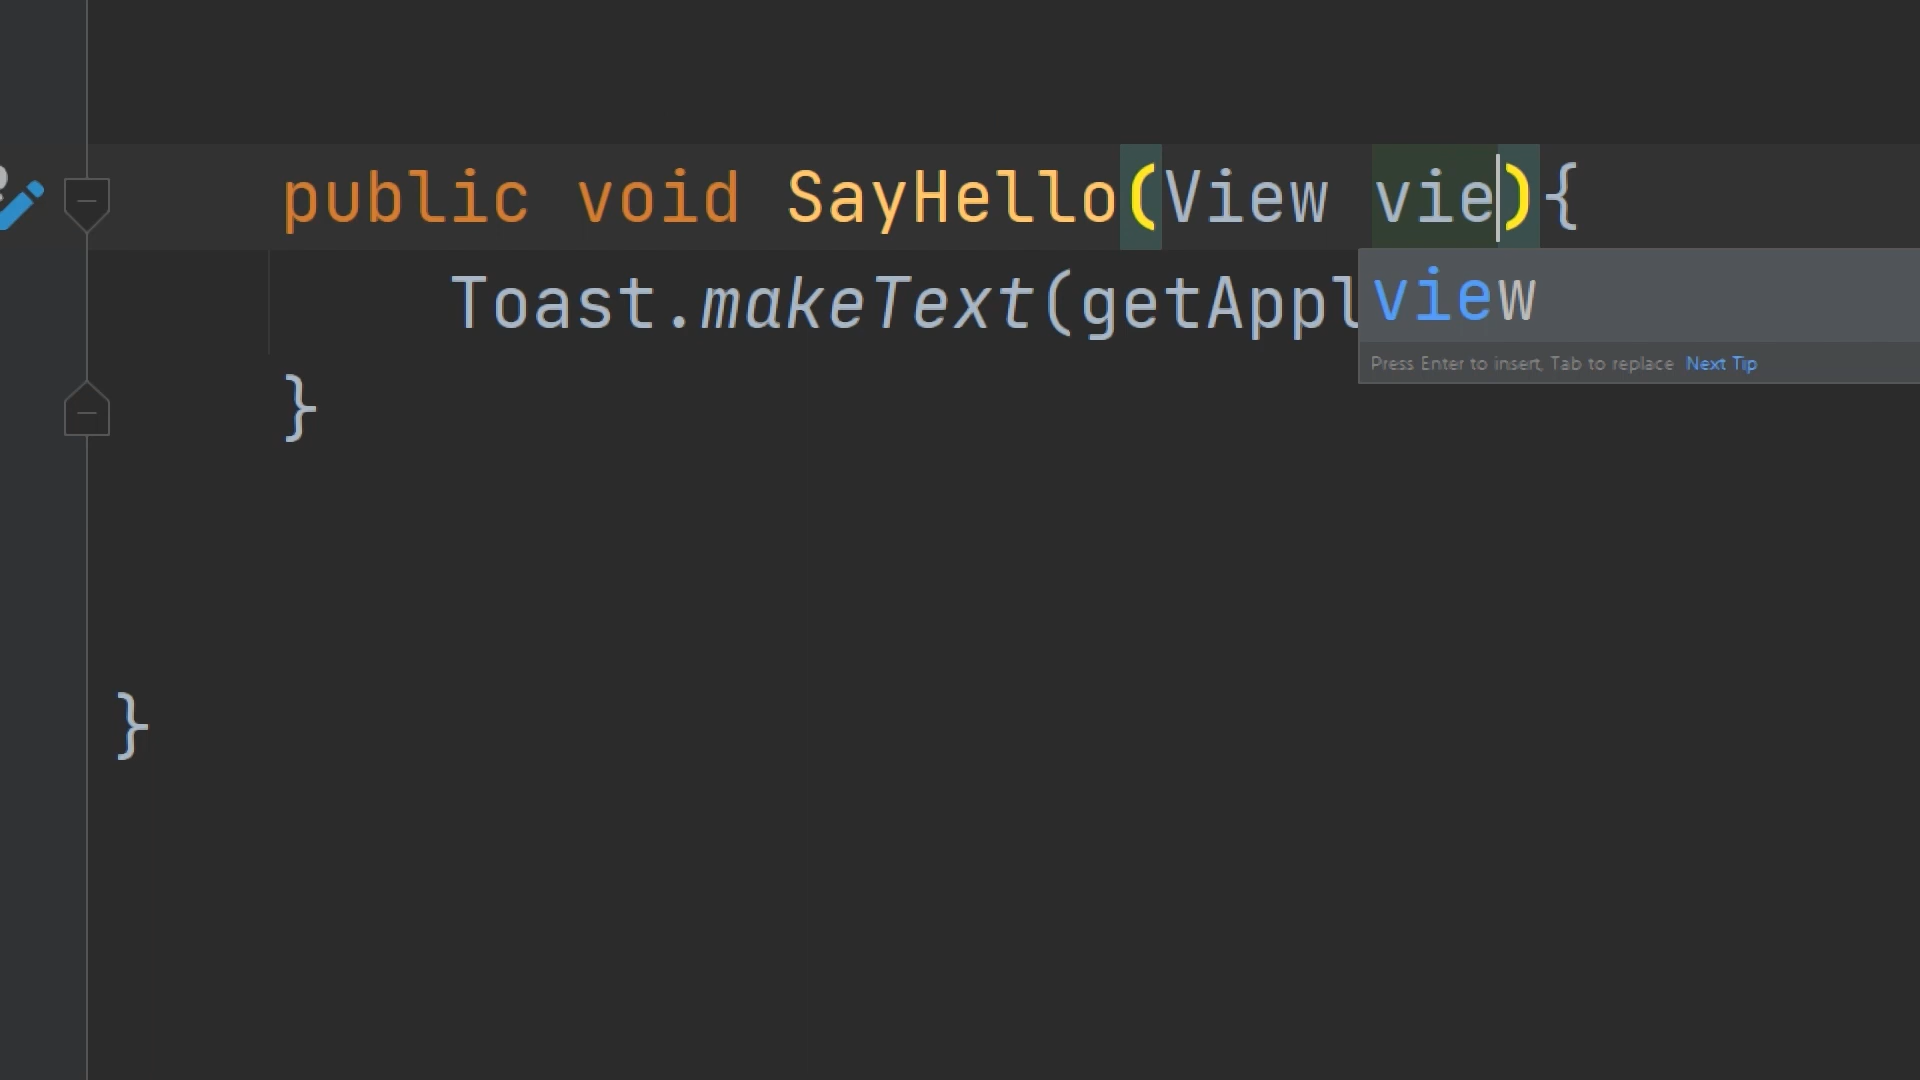 public void SayHello(View vie){
Toast.makeText(getAppl
view
Press Enter to insert, Tab to replace Next Tip
}
}